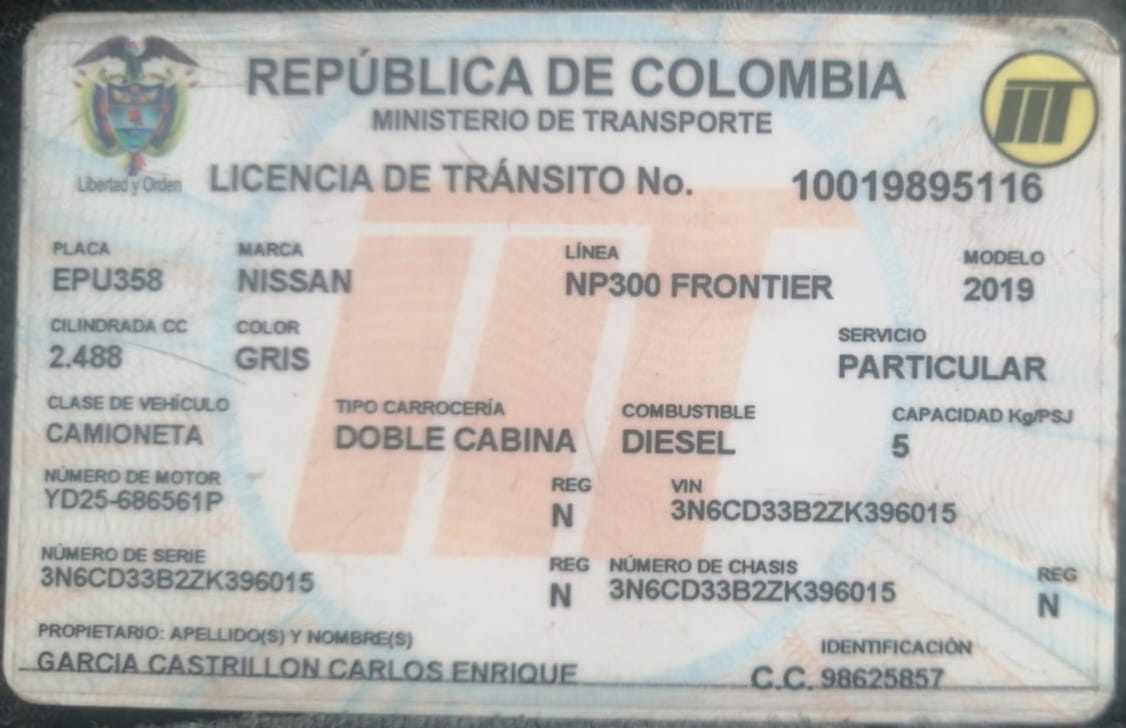 REPÚBLICA DE COLOMBIA
MINISTERIO DE TRANSPORTE
Libertad y Orden
LICENCIA DE TRÁNSITO No. 10019895116
PLACA MARCA LÍNEA MODELO
EPU358 NISSAN NP300 FRONTIER 2019
CILINDRADA CC COLOR SERVICIO
2.488 GRIS PARTICULAR
CLASE DE VEHÍCULO TIPO CARROCERÍA COMBUSTIBLE CAPACIDAD Kg/PSJ
CAMIONETA DOBLE CABINA DIESEL 5
NÚMERO DE MOTOR REG VIN
YD25-686561P N 3N6CD33B2ZK396015
NÚMERO DE SERIE REG NÚMERO DE CHASIS REG
3N6CD33B2ZK396015 N 3N6CD33B2ZK396015 N
PROPIETARIO: APELLIDO(S) Y NOMBRE(S) IDENTIFICACIÓN
GARCIA CASTRILLON CARLOS ENRIQUE C.C. 98625857